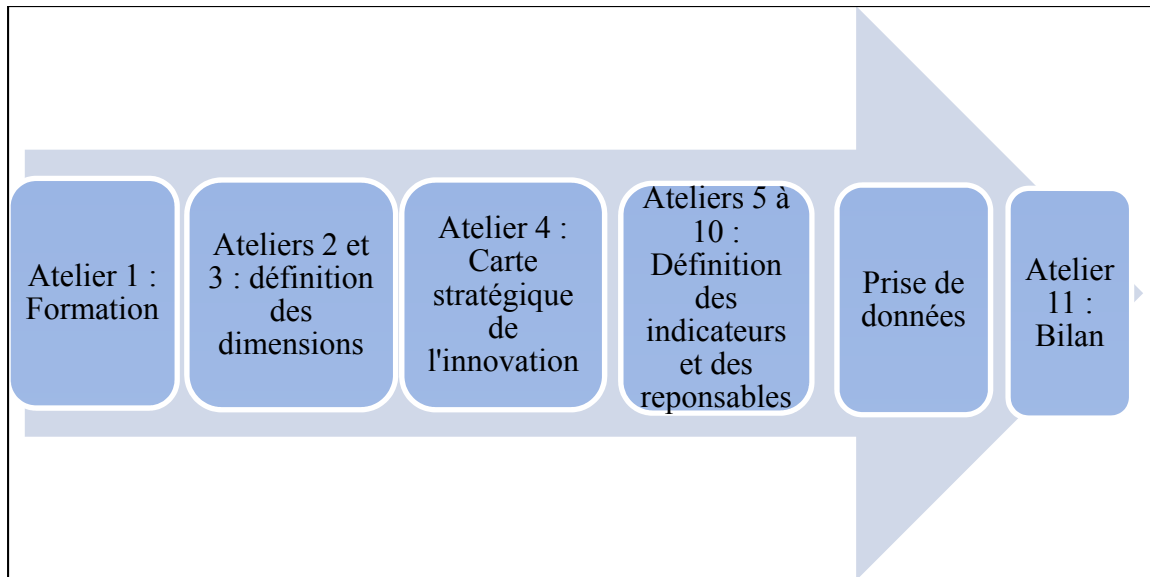 Atelier 1 :
Formation
Ateliers 2 et
3 : définition
des
dimensions
Atelier 4 :
Carte
stratégique
de
l'innovation
Ateliers 5 à
10 :
Définition
des
indicateurs
et des
reponsables
Prise de
données
Atelier
11 :
Bilan